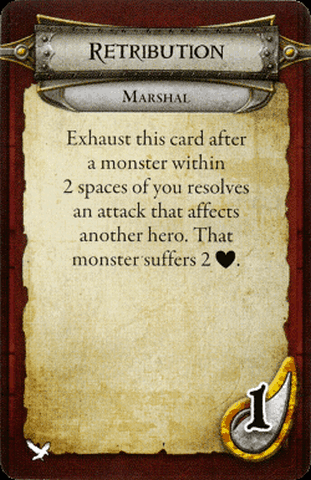 Retribution
Marshal
Exhaust this card after
a monster within
2 spaces of you resolves
an attack that affects
another hero. That
monster suffers 2 ♥.
1